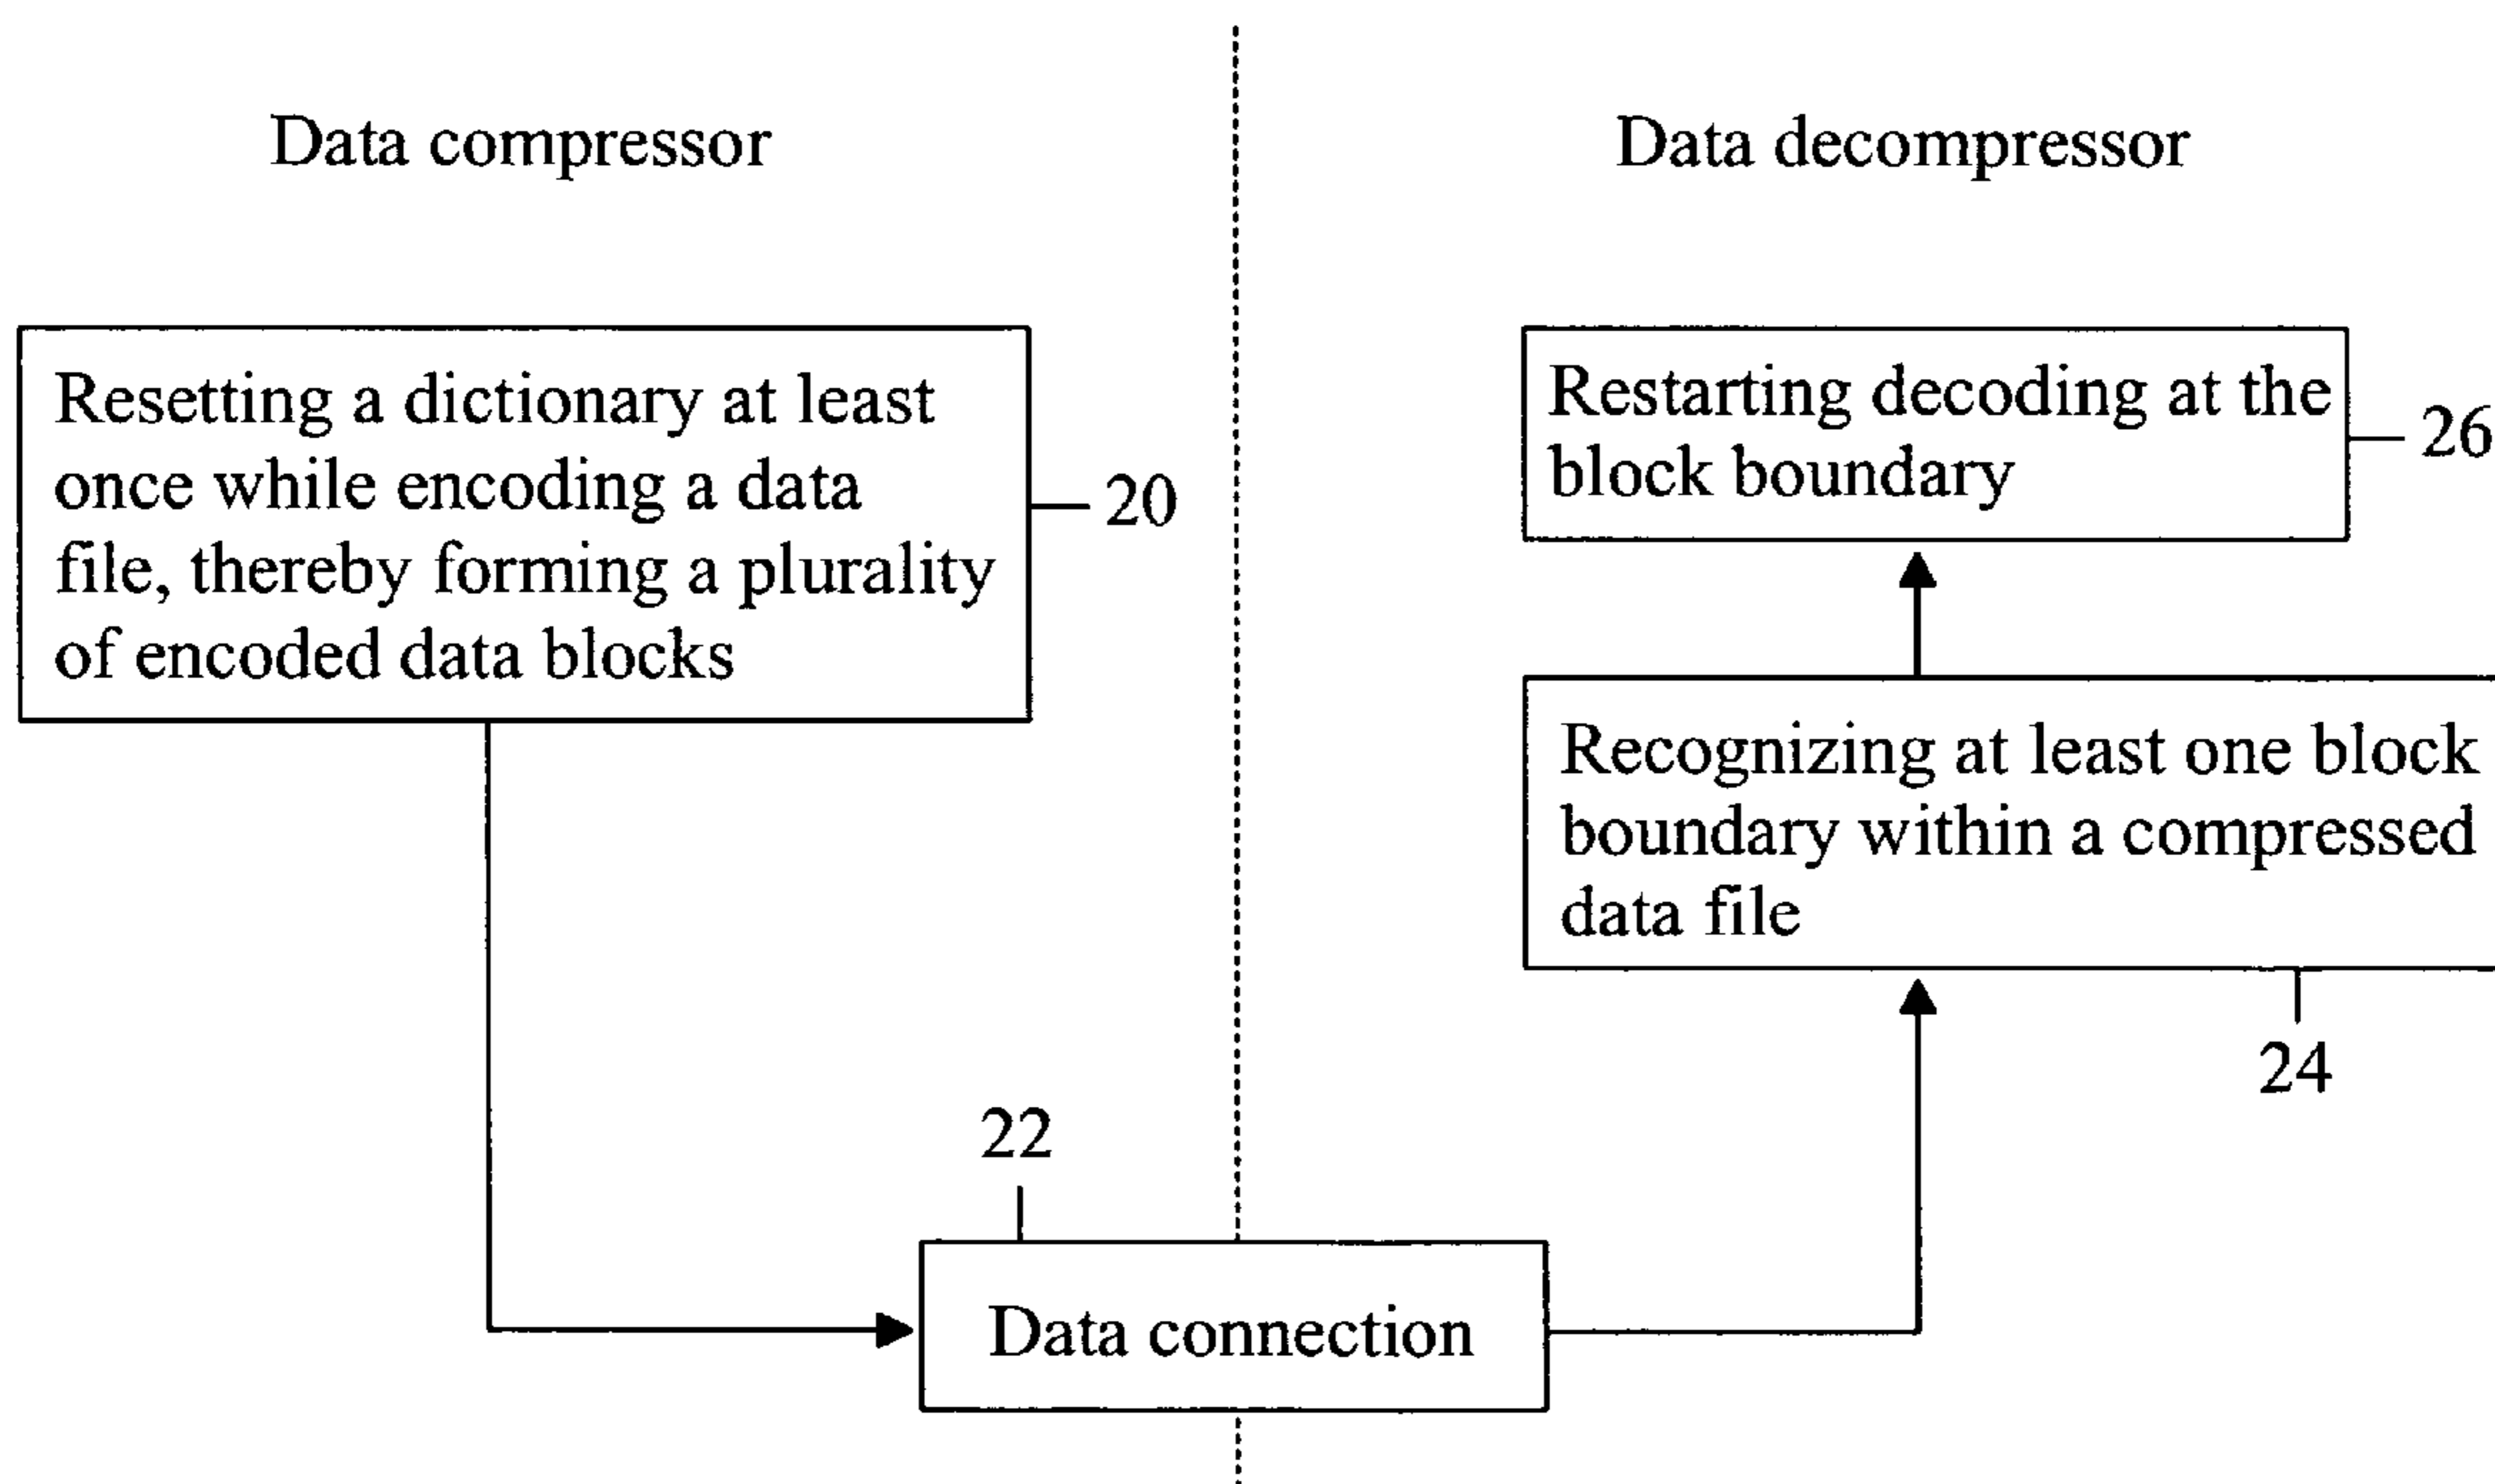 Data compressor
Data decompressor
Resetting a dictionary at least
once while encoding a data
file, thereby forming a plurality
of encoded data blocks
20
Restarting decoding at the
block boundary
26
Recognizing at least one block
boundary within a compressed
data file
24
22
Data connection